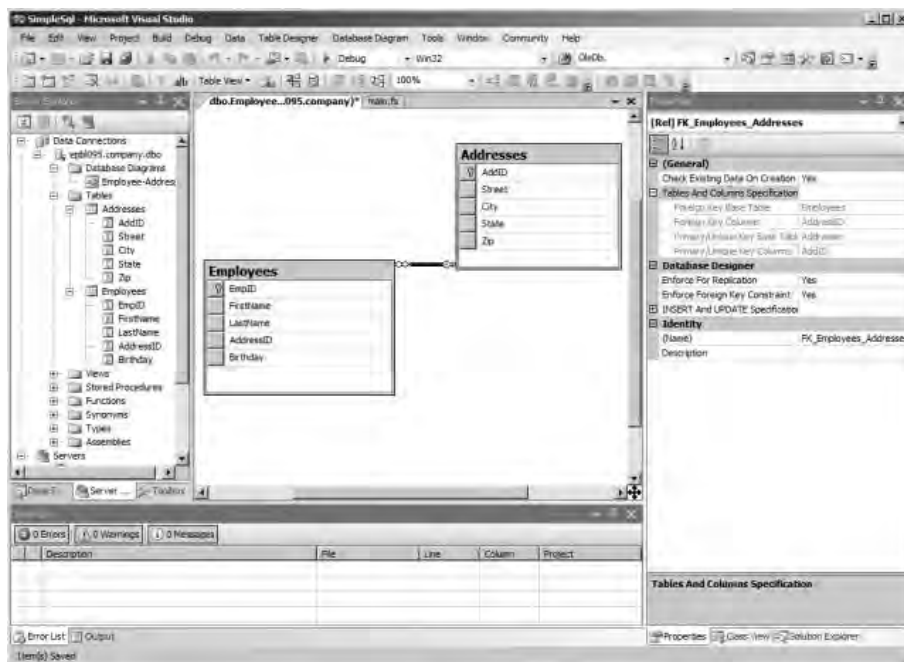 SimpleSql - Microsoft Visual Studio
File Edit View Project Build Debug Data Table Designer Database Diagram Tools Window Community Help
Debug Win32 OleDb.
Table View 100%
dbo.Employee...095.company)* main.fs
Data Connections
company.dbo
Database Diagrams
Employee-Addres
Tables
Addresses
AddID
Street
City
State
Zip
Employees
EmpID
FirstName
LastName
AddressID
Birthday
Views
Stored Procedures
Functions
Synonyms
Types
Assemblies
Servers
Server ... Toolbox
Addresses
AddID
Street
City
State
Zip
Employees
EmpID
FirstName
LastName
AddressID
Birthday
Properties
[Rel] FK_Employees_Addresses
(General)
Check Existing Data On Creation Yes
Tables And Columns Specification
Foreign Key Base Table Employees
Foreign Key Columns AddressID
Primary/Unique Key Base Tabl Addresses
Primary/Unique Key Columns AddID
Database Designer
Enforce For Replication Yes
Enforce Foreign Key Constraint Yes
INSERT And UPDATE Specification
Identity
(Name) FK_Employees_Addresse
Description
Tables And Columns Specification
Properties Class View Solution Explorer
0 Errors 0 Warnings 0 Messages
Description File Line Column Project
Error List Output
Item(s) Saved